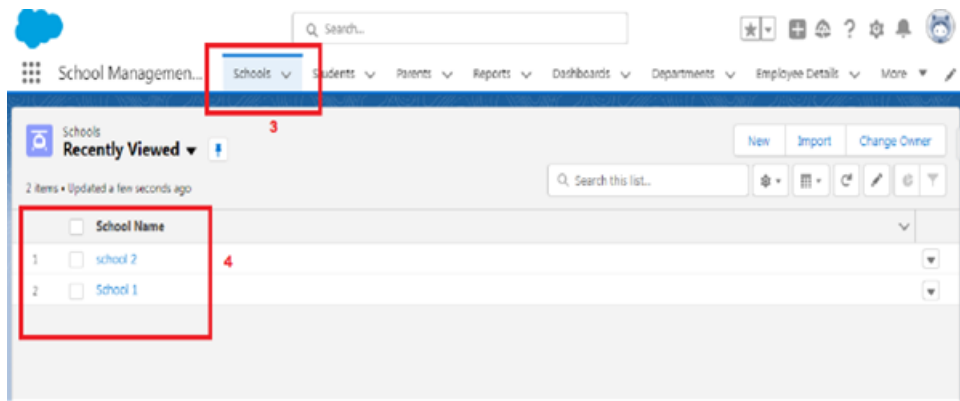 Search...
School Managemen... Schools Students Parents Reports Dashboards Departments Employee Details More
3
Schools
Recently Viewed
New Import Change Owner
2 items • Updated a few seconds ago
Search this list...
School Name
1 school 2
4
2 School 1